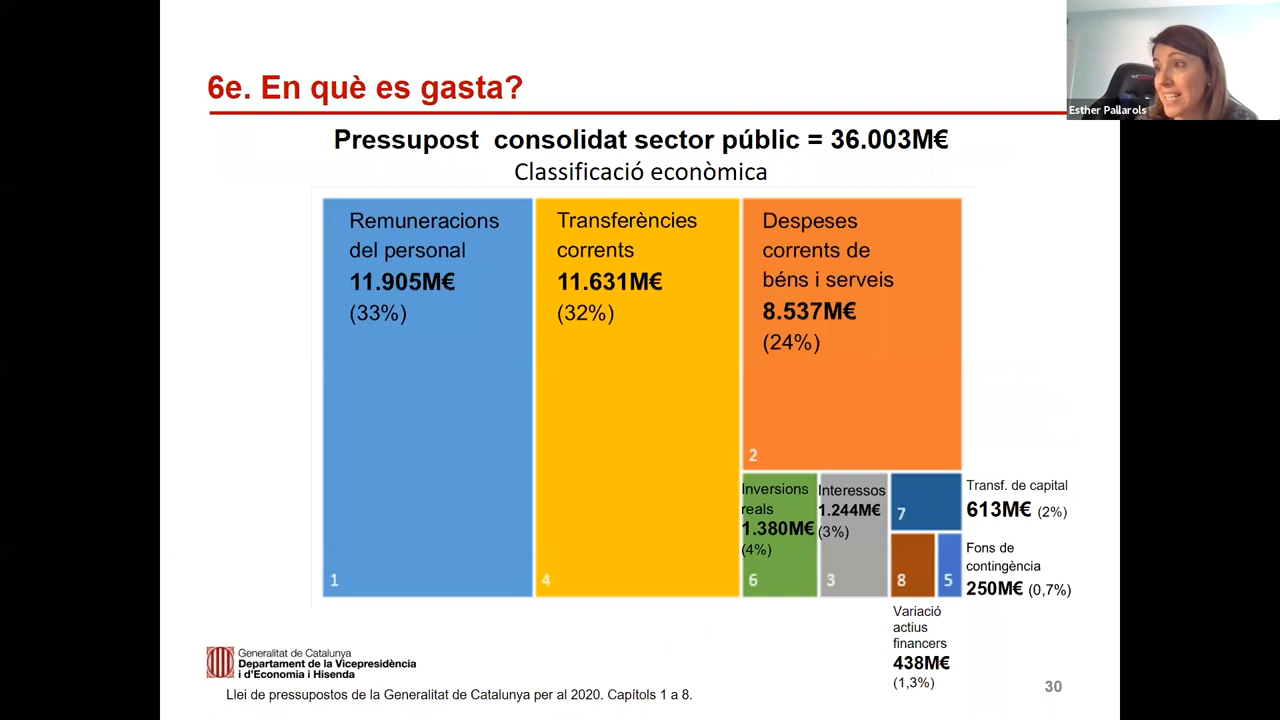 6e. En què es gasta?
Esther Pallarols
Pressupost consolidat sector públic = 36.003M€
Classificació econòmica
Remuneracions
del personal
11.905M€
(33%)
1
Transferències
corrents
11.631M€
(32%)
4
Despeses
corrents de
béns i serveis
8.537M€
(24%)
2
Inversions
reals
1.380M€
(4%)
6
Interessos
1.244M€
(3%)
3
7
Transf. de capital
613M€ (2%)
8
5
Fons de
contingència
250M€ (0,7%)
Variació
actius
financers
438M€
(1,3%)
Generalitat de Catalunya
Departament de la Vicepresidència
i d'Economia i Hisenda
Llei de pressupostos de la Generalitat de Catalunya per al 2020. Capítols 1 a 8.
30